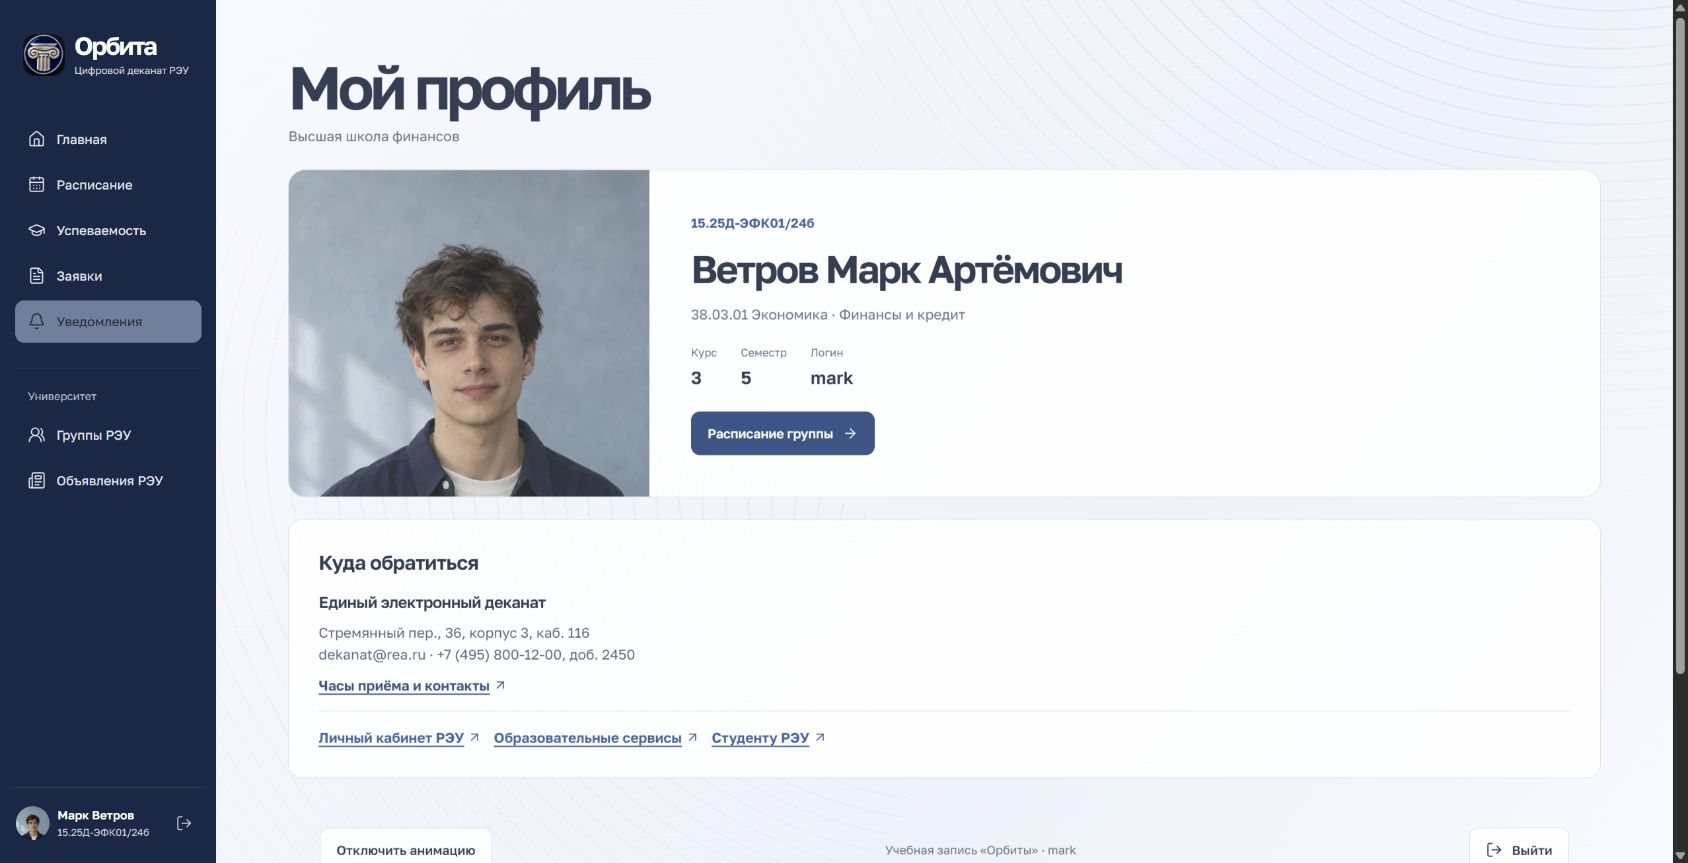 Орбита
Цифровой деканат РЭУ
Главная
Расписание
Успеваемость
Заявки
Уведомления
Университет
Группы РЭУ
Объявления РЭУ
Марк Ветров
15.25Д-ЭФК01/24б
Мой профиль
Высшая школа финансов
15.25Д-ЭФК01/24б
Ветров Марк Артёмович
38.03.01 Экономика · Финансы и кредит
Курс Семестр Логин
3 5 mark
Расписание группы
Куда обратиться
Единый электронный деканат
Стремянный пер., 36, корпус 3, каб. 116
dekanat@rea.ru · +7 (495) 800-12-00, доб. 2450
Часы приёма и контакты
Личный кабинет РЭУ Образовательные сервисы Студенту РЭУ
Отключить анимацию Учебная запись «Орбиты» · mark Выйти